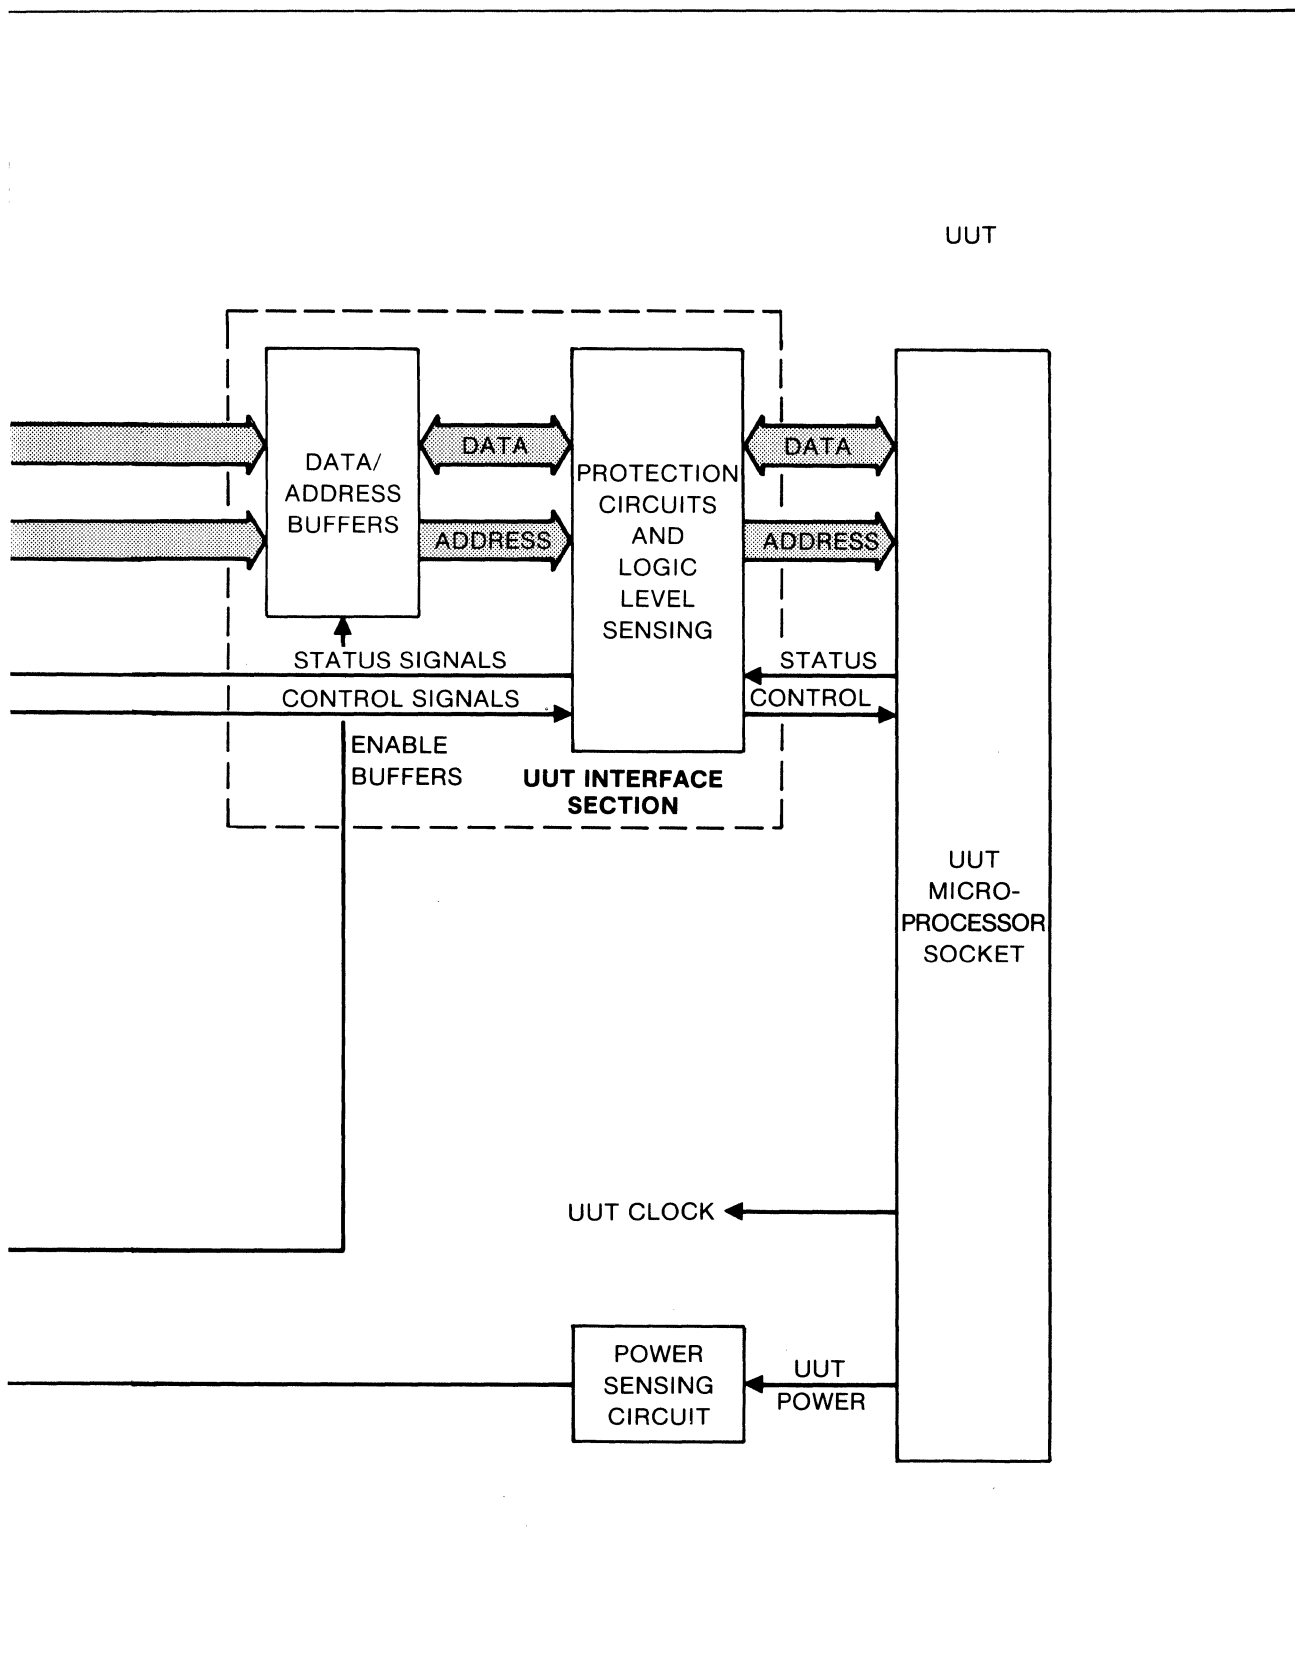 UUT
DATA/
ADDRESS
BUFFERS
DATA
ADDRESS
PROTECTION
CIRCUITS
AND
LOGIC
LEVEL
SENSING
DATA
ADDRESS
STATUS SIGNALS
CONTROL SIGNALS
STATUS
CONTROL
ENABLE
BUFFERS
UUT INTERFACE
SECTION
UUT
MICRO-
PROCESSOR
SOCKET
UUT CLOCK
POWER
SENSING
CIRCUIT
UUT
POWER